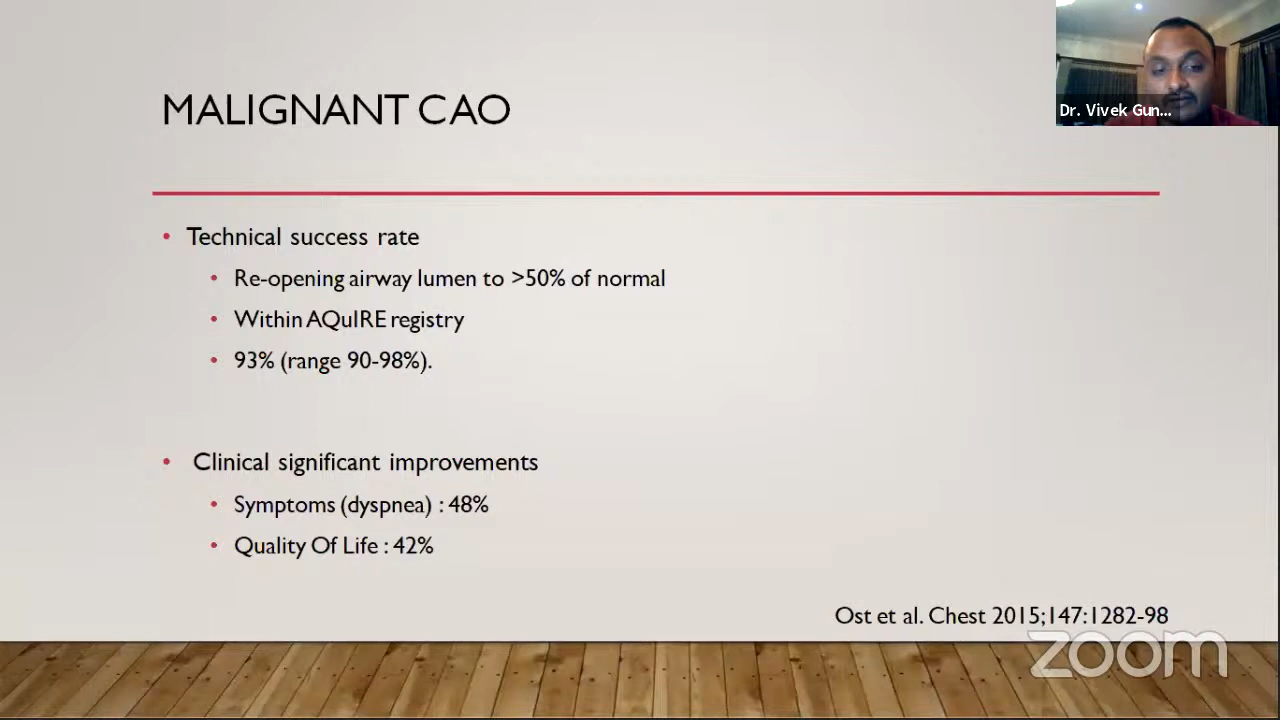 Dr. Vivek Gun...
MALIGNANT CAO
• Technical success rate
• Re-opening airway lumen to >50% of normal
• Within AQuIRE registry
• 93% (range 90-98%).
• Clinical significant improvements
• Symptoms (dyspnea) : 48%
• Quality Of Life : 42%
Ost et al. Chest 2015;147:1282-98
zoom